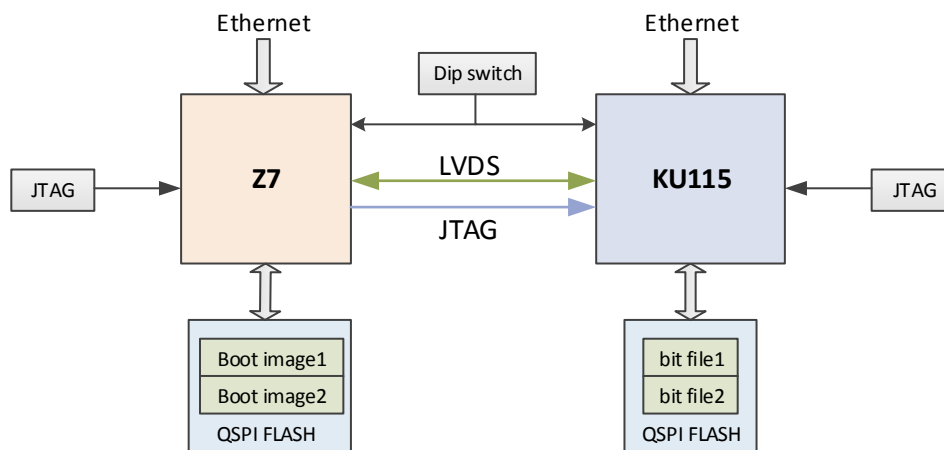 Ethernet
Ethernet
Dip switch
Z7
LVDS
KU115
JTAG
JTAG
JTAG
Boot image1
bit file1
Boot image2
bit file2
QSPI FLASH
QSPI FLASH